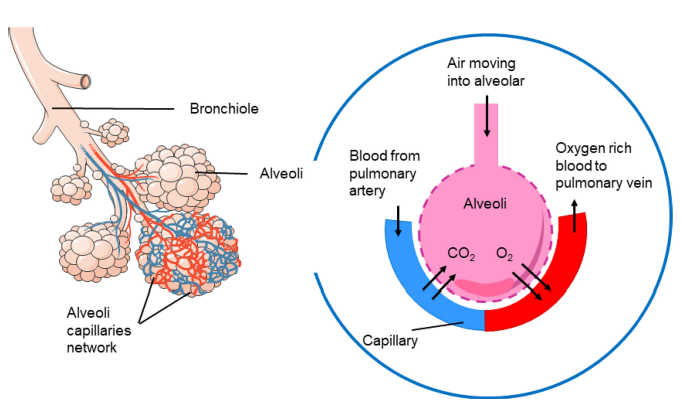 Bronchiole
Alveoli
Alveoli
capillaries
network
Air moving
into alveolar
Blood from
pulmonary
artery
Oxygen rich
blood to
pulmonary vein
Alveoli
CO₂ O₂
Capillary